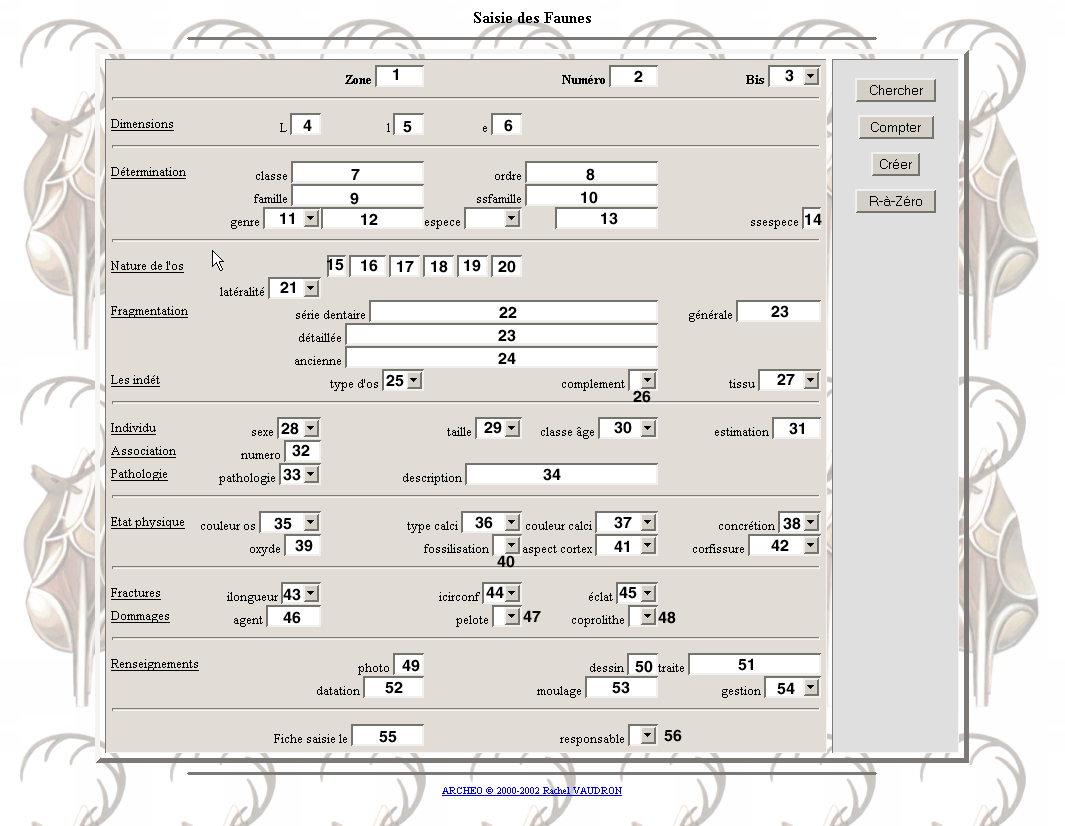 Saisie des Faunes
Zone 1 Numéro 2 Bis 3
Chercher
Compter
Créer
R-à-Zéro
Dimensions L 4 l 5 e 6
Détermination classe 7 ordre 8
famille 9 ssfamille 10
genre 11 12 espece 13 ssespece 14
Nature de l'os 15 16 17 18 19 20
latéralité 21
Fragmentation série dentaire 22 générale 23
détaillée 23
ancienne 24
Les indét type d'os 25 complement 26 tissu 27
Individu sexe 28 taille 29 classe âge 30 estimation 31
Association numero 32
Pathologie pathologie 33 description 34
Etat physique couleur os 35 type calci 36 couleur calci 37 concrétion 38
oxyde 39 fossilisation 40 aspect cortex 41 corfissure 42
Fractures ilongueur 43 icirconf 44 éclat 45
Dommages agent 46 pelote 47 coprolithe 48
Renseignements photo 49 dessin 50 traite 51
datation 52 moulage 53 gestion 54
Fiche saisie le 55 responsable 56
ARCHEO © 2000-2002 Rachel VAUDRON